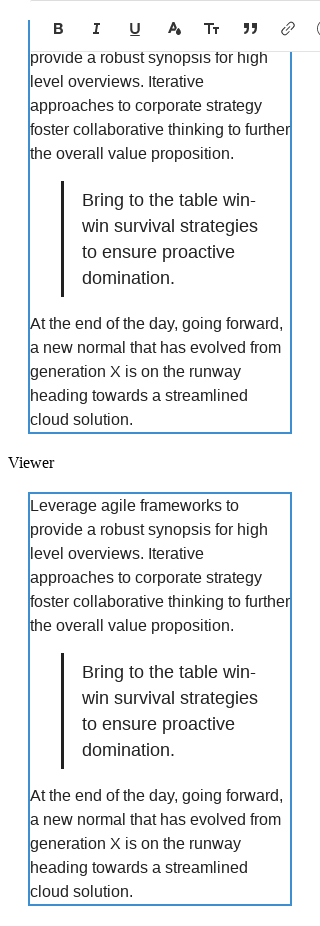 B I U A Tt
provide a robust synopsis for high
level overviews. Iterative
approaches to corporate strategy
foster collaborative thinking to further
the overall value proposition.
Bring to the table win-
win survival strategies
to ensure proactive
domination.
At the end of the day, going forward,
a new normal that has evolved from
generation X is on the runway
heading towards a streamlined
cloud solution.
Viewer
Leverage agile frameworks to
provide a robust synopsis for high
level overviews. Iterative
approaches to corporate strategy
foster collaborative thinking to further
the overall value proposition.
Bring to the table win-
win survival strategies
to ensure proactive
domination.
At the end of the day, going forward,
a new normal that has evolved from
generation X is on the runway
heading towards a streamlined
cloud solution.